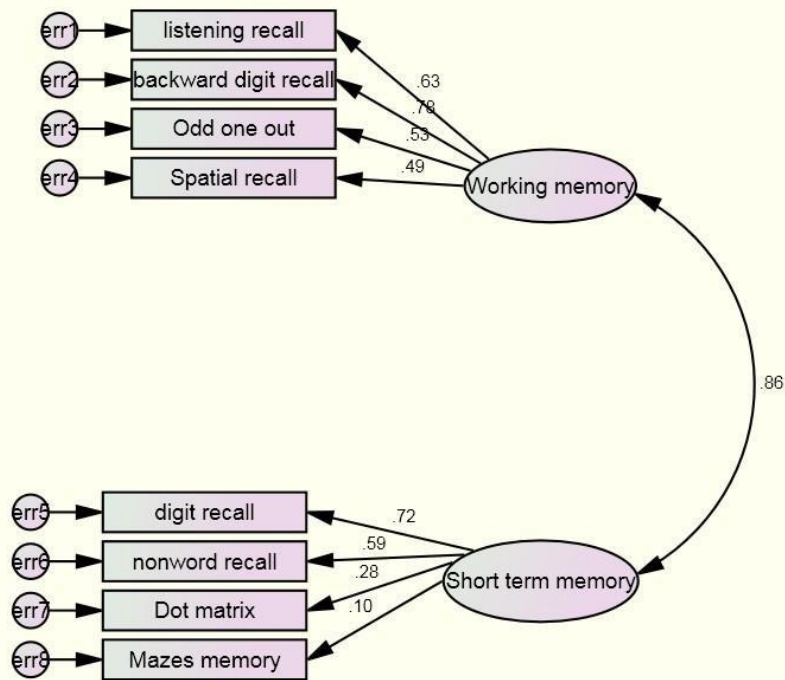 err1
listening recall
.63
err2
backward digit recall
.78
err3
Odd one out
.53
err4
Spatial recall
.49
Working memory
.86
err5
digit recall
.72
err6
nonword recall
.59
err7
Dot matrix
.28
err8
Mazes memory
.10
Short term memory